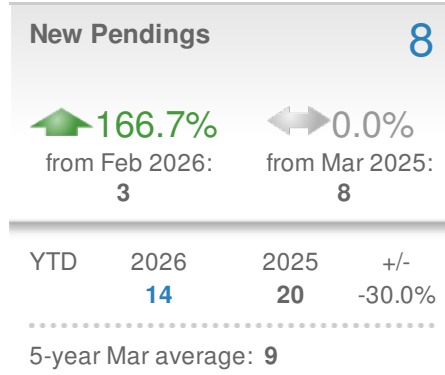 New Pendings 8
166.7% 0.0%
from Feb 2026: from Mar 2025:
3 8
YTD 2026 2025 +/-
14 20 -30.0%
5-year Mar average: 9